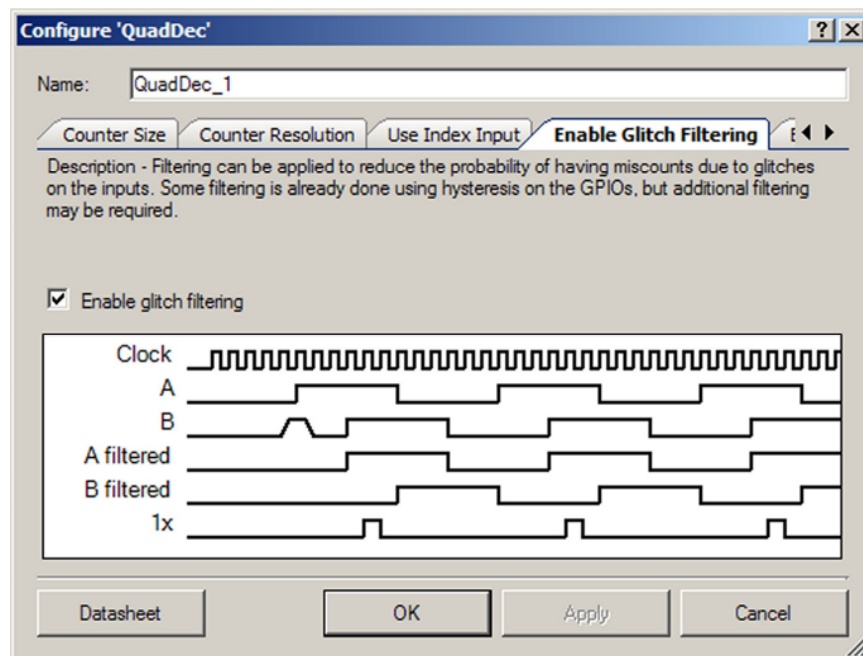 Configure 'QuadDec'
Name: QuadDec_1
Counter Size Counter Resolution Use Index Input Enable Glitch Filtering
Description - Filtering can be applied to reduce the probability of having miscounts due to glitches
on the inputs. Some filtering is already done using hysteresis on the GPIOs, but additional filtering
may be required.
Enable glitch filtering
Clock
A
B
A filtered
B filtered
1x
Datasheet OK Apply Cancel